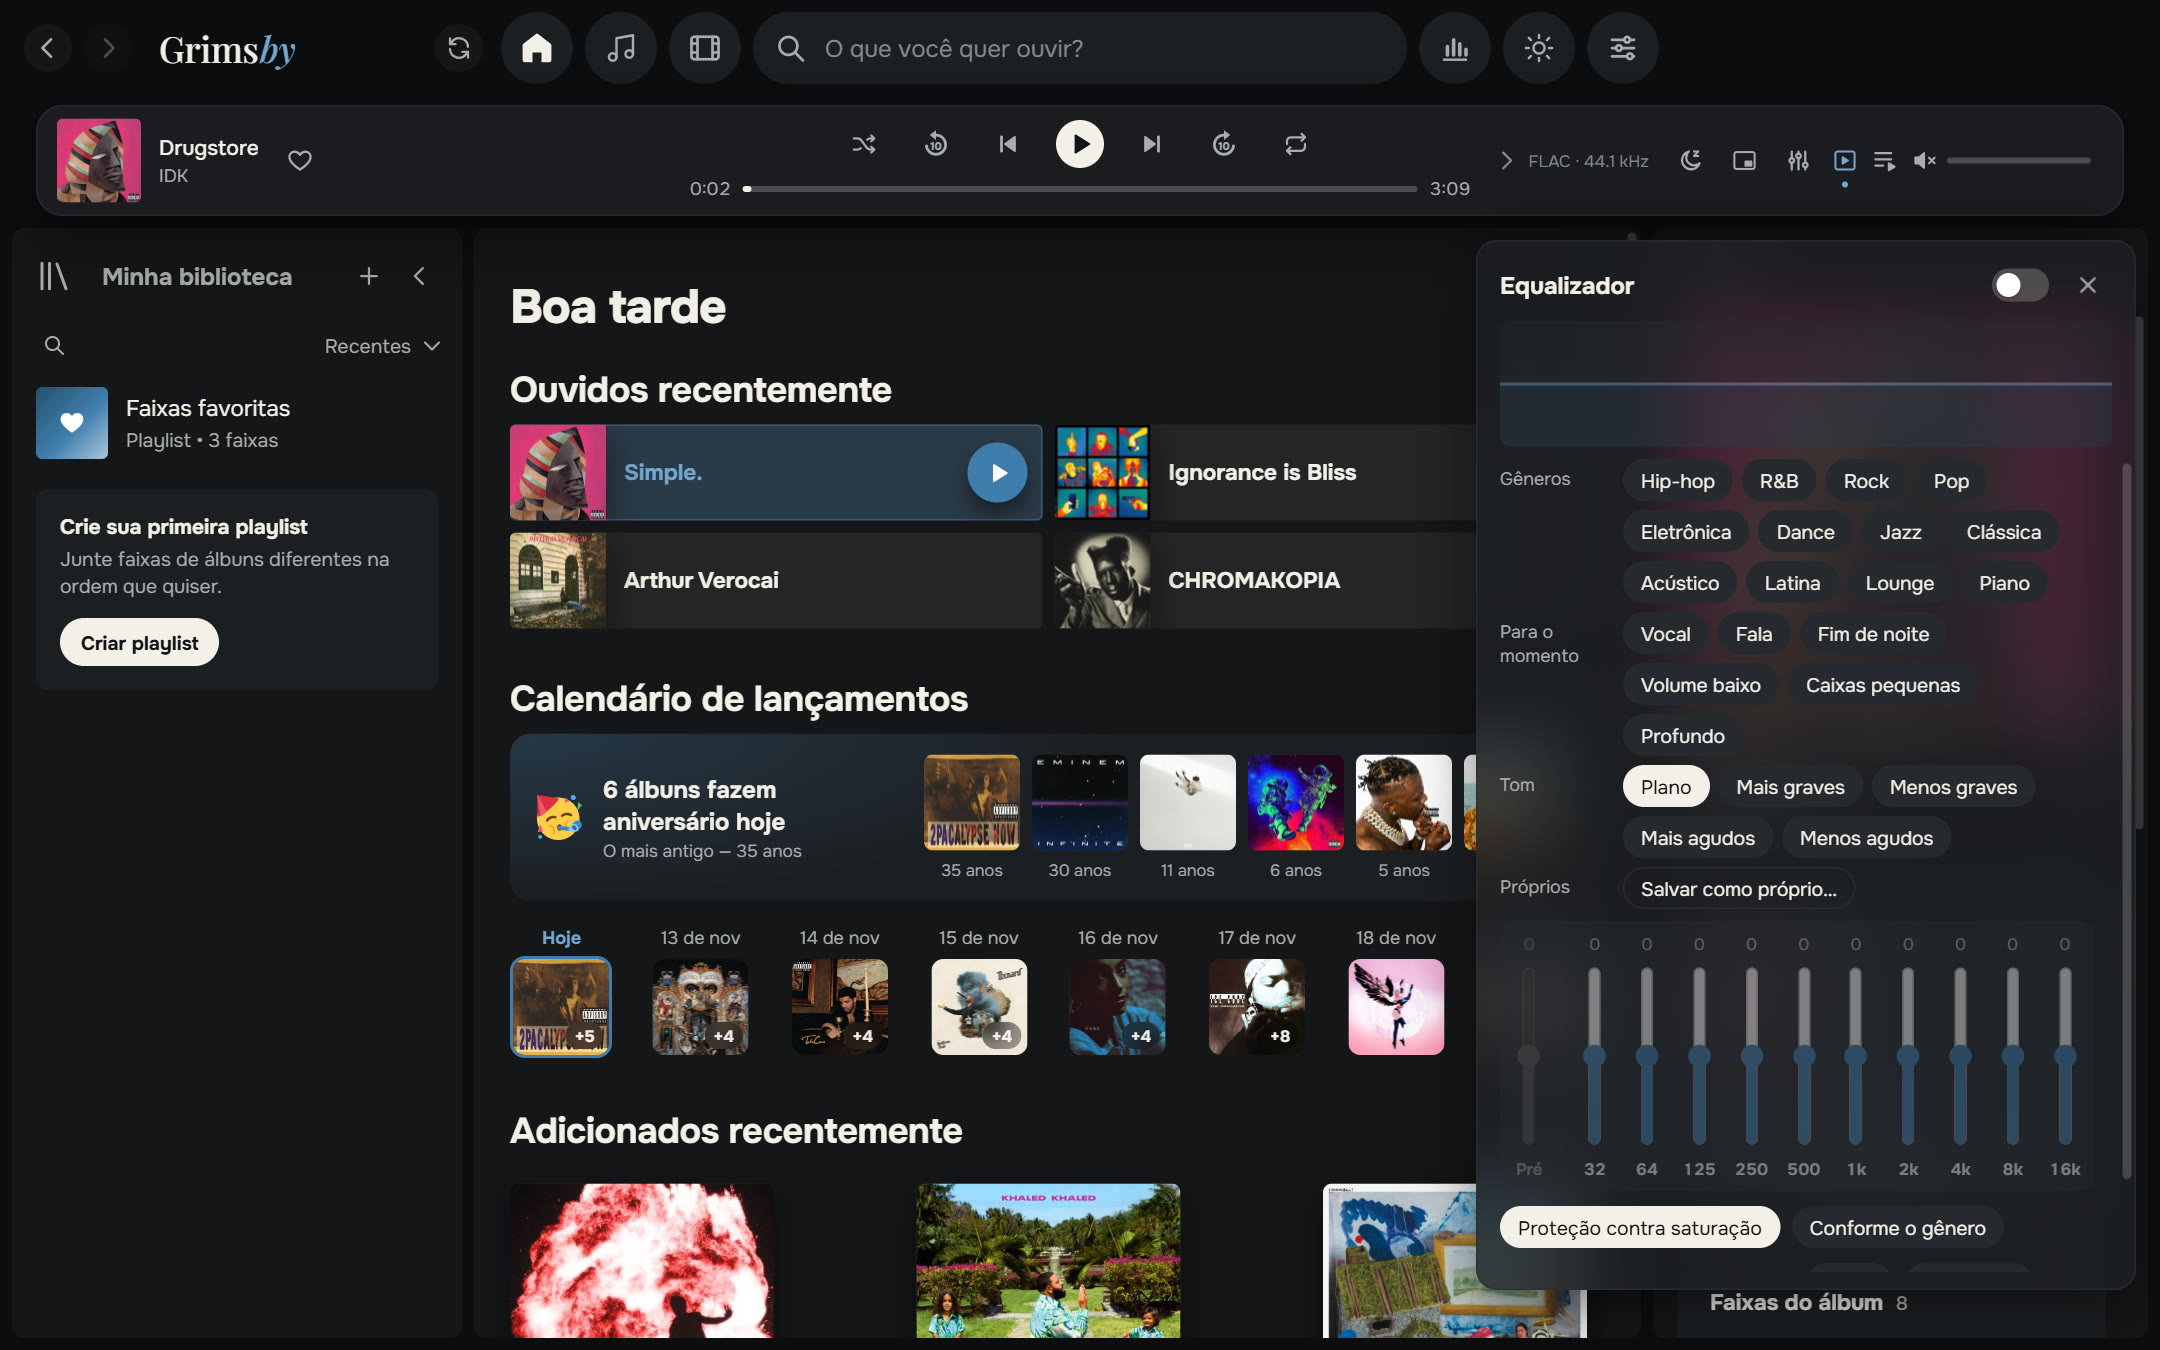 Grimsby
O que você quer ouvir?
Drugstore
IDK
10
10
0:02
3:09
FLAC · 44.1 kHz
Minha biblioteca
Recentes
Faixas favoritas
Playlist • 3 faixas
Crie sua primeira playlist
Junte faixas de álbuns diferentes na
ordem que quiser.
Criar playlist
Boa tarde
Ouvidos recentemente
Simple.
Ignorance is Bliss
Arthur Verocai
CHROMAKOPIA
Calendário de lançamentos
6 álbuns fazem
aniversário hoje
O mais antigo — 35 anos
2PACALYPSE NOW
EMINEM
INFINITE
35 anos
30 anos
11 anos
6 anos
5 anos
Hoje
13 de nov
14 de nov
15 de nov
16 de nov
17 de nov
18 de nov
+5
+4
+4
+4
+4
+8
Adicionados recentemente
KHALED KHALED
Equalizador
Gêneros
Hip-hop
R&B
Rock
Pop
Eletrônica
Dance
Jazz
Clássica
Acústico
Latina
Lounge
Piano
Para o
momento
Vocal
Fala
Fim de noite
Volume baixo
Caixas pequenas
Profundo
Tom
Plano
Mais graves
Menos graves
Mais agudos
Menos agudos
Próprios
Salvar como próprio...
0 0 0 0 0 0 0 0 0 0 0
Pré 32 64 125 250 500 1k 2k 4k 8k 16k
Proteção contra saturação
Conforme o gênero
Faixas do álbum 8